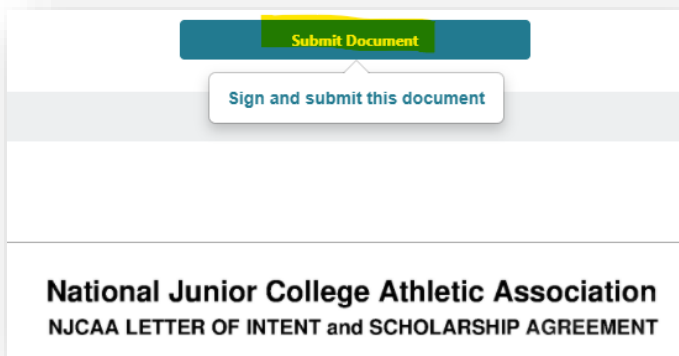 Submit Document
Sign and submit this document
National Junior College Athletic Association
NJCAA LETTER OF INTENT and SCHOLARSHIP AGREEMENT